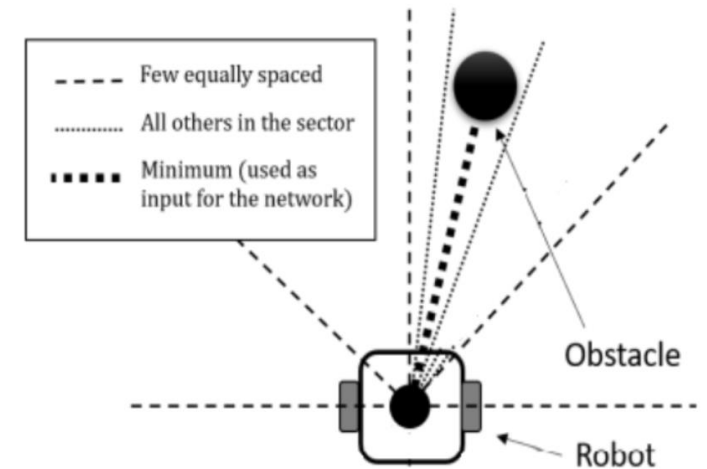 Few equally spaced
All others in the sector
Minimum (used as
input for the network)
Obstacle
Robot